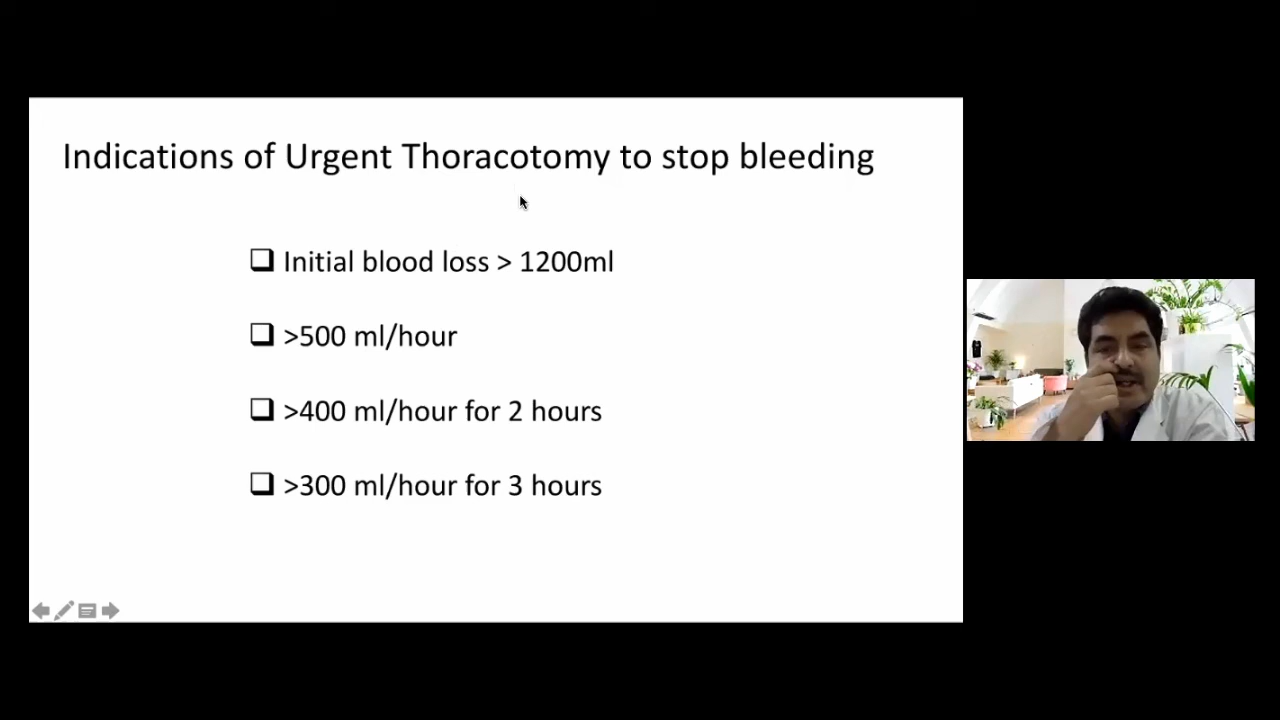 Indications of Urgent Thoracotomy to stop bleeding
Initial blood loss > 1200ml
>500 ml/hour
>400 ml/hour for 2 hours
>300 ml/hour for 3 hours